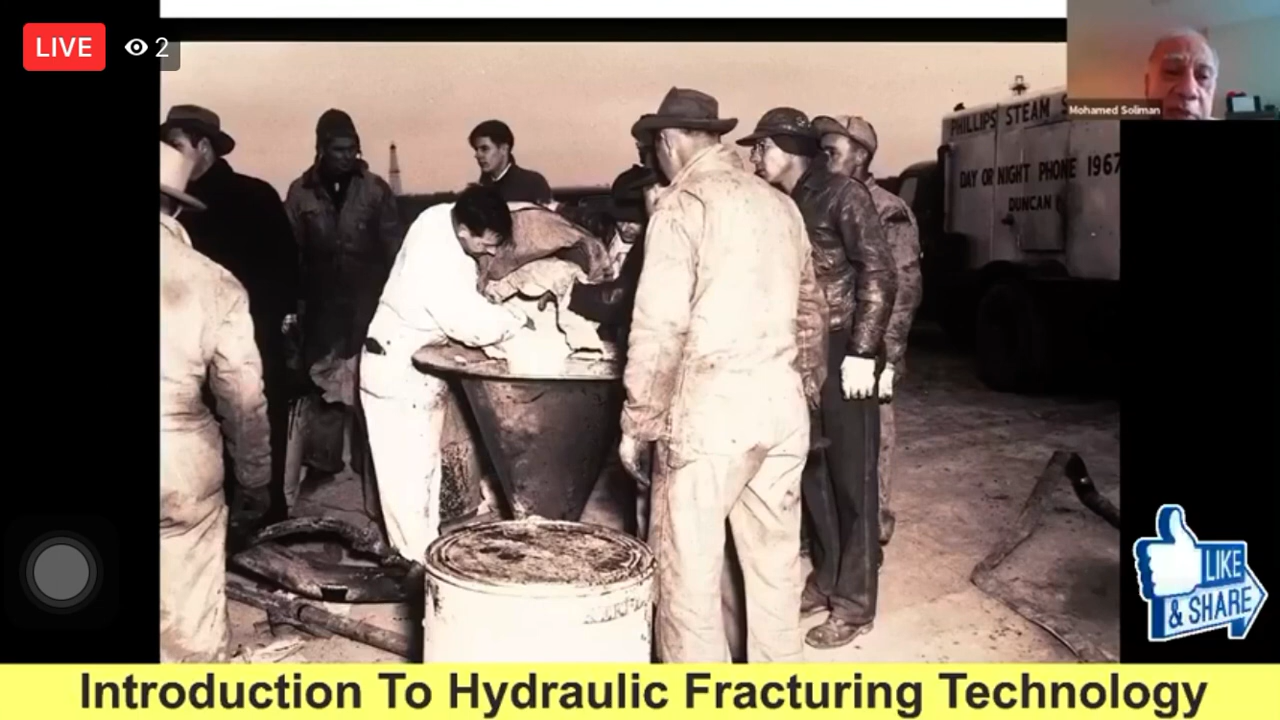 LIVE
2
Mohamed Soliman
PHILLIPS STEAM S
DAY OR NIGHT PHONE 1967
DUNCAN
LIKE
& SHARE
Introduction To Hydraulic Fracturing Technology